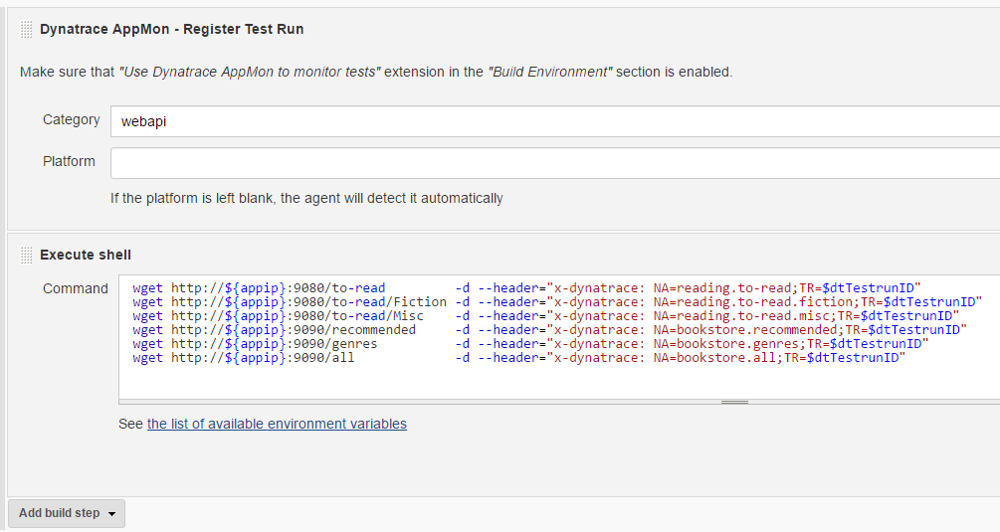 Dynatrace AppMon - Register Test Run
Make sure that "Use Dynatrace AppMon to monitor tests" extension in the "Build Environment" section is enabled.
Category webapi
Platform
If the platform is left blank, the agent will detect it automatically
Execute shell
Command
wget http://${appip}:9080/to-read -d --header="x-dynatrace: NA=reading.to-read;TR=$dtTestrunID"
wget http://${appip}:9080/to-read/Fiction -d --header="x-dynatrace: NA=reading.to-read.fiction;TR=$dtTestrunID"
wget http://${appip}:9080/to-read/Misc -d --header="x-dynatrace: NA=reading.to-read.misc;TR=$dtTestrunID"
wget http://${appip}:9090/recommended -d --header="x-dynatrace: NA=bookstore.recommended;TR=$dtTestrunID"
wget http://${appip}:9090/genres -d --header="x-dynatrace: NA=bookstore.genres;TR=$dtTestrunID"
wget http://${appip}:9090/all -d --header="x-dynatrace: NA=bookstore.all;TR=$dtTestrunID"
See the list of available environment variables
Add build step